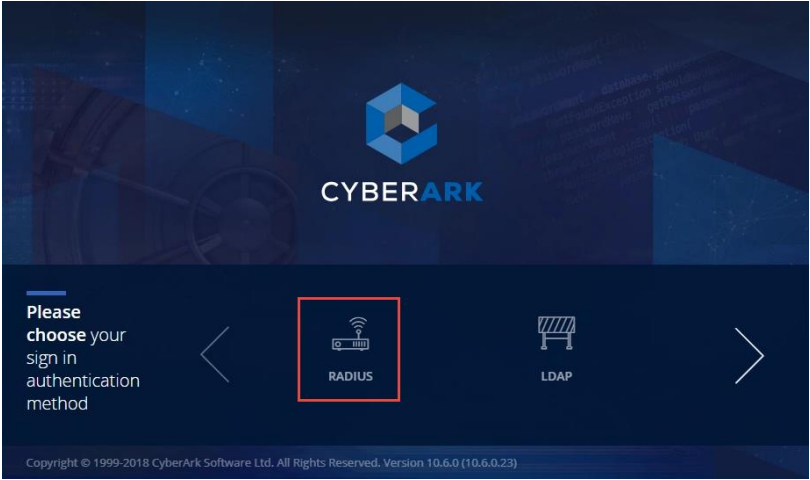 CYBERARK
Please
choose your
sign in
authentication
method
RADIUS
LDAP
Copyright © 1999-2018 CyberArk Software Ltd. All Rights Reserved. Version 10.6.0 (10.6.0.23)